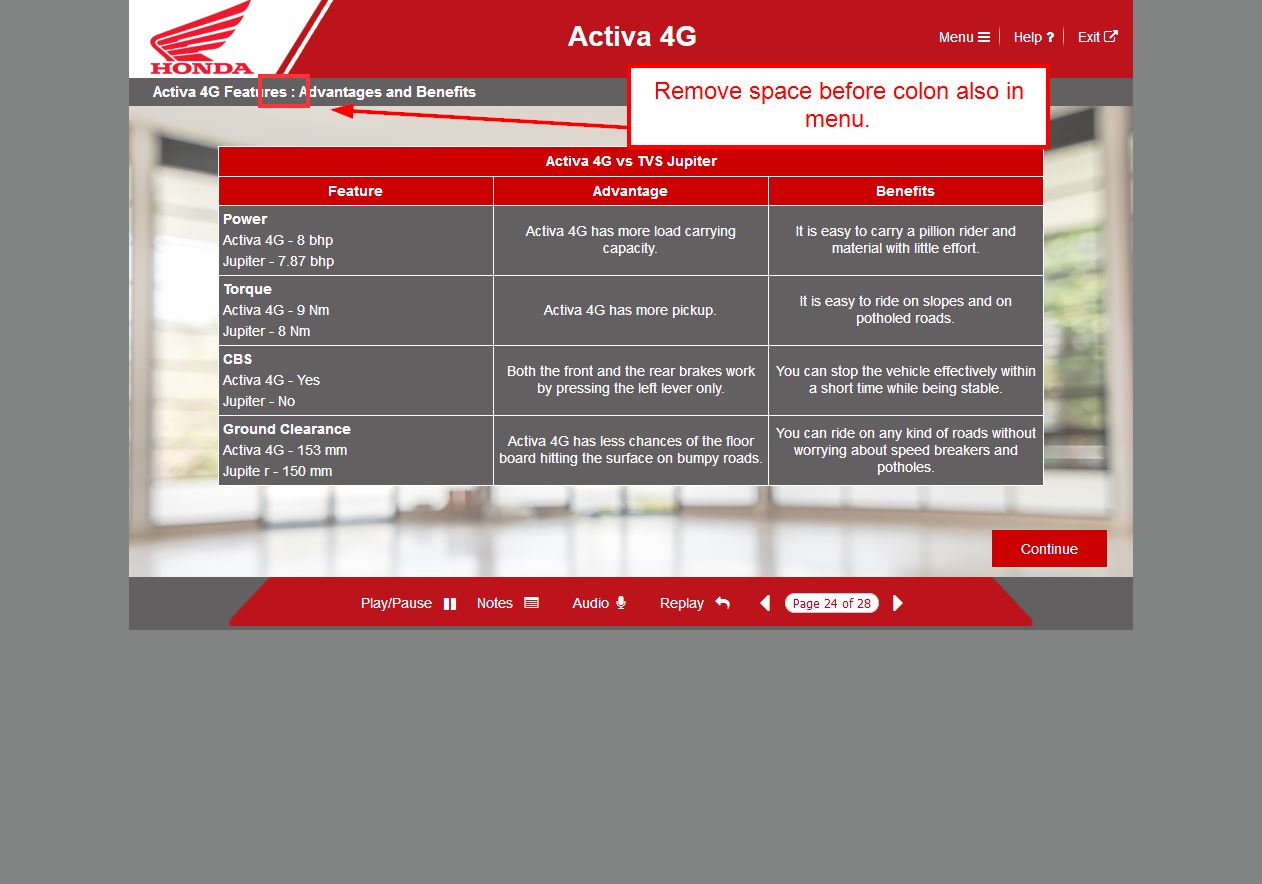 HONDA
Activa 4G
Menu
Help ?
Exit
Activa 4G Features : Advantages and Benefits
Remove space before colon also in
menu.
Activa 4G vs TVS Jupiter
Feature
Advantage
Benefits
Power
Activa 4G - 8 bhp
Jupiter - 7.87 bhp
Activa 4G has more load carrying
capacity.
It is easy to carry a pillion rider and
material with little effort.
Torque
Activa 4G - 9 Nm
Jupiter - 8 Nm
Activa 4G has more pickup.
It is easy to ride on slopes and on
potholed roads.
CBS
Activa 4G - Yes
Jupiter - No
Both the front and the rear brakes work
by pressing the left lever only.
You can stop the vehicle effectively within
a short time while being stable.
Ground Clearance
Activa 4G - 153 mm
Jupite r - 150 mm
Activa 4G has less chances of the floor
board hitting the surface on bumpy roads.
You can ride on any kind of roads without
worrying about speed breakers and
potholes.
Continue
Play/Pause
Notes
Audio
Replay
Page 24 of 28